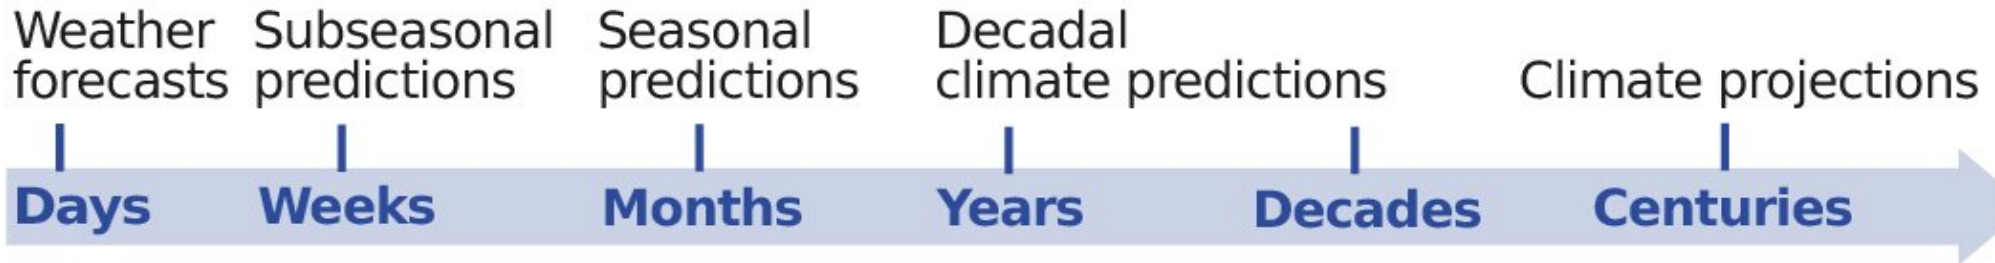 Weather
forecasts
Subseasonal
predictions
Seasonal
predictions
Decadal
climate predictions
Climate projections
Days
Weeks
Months
Years
Decades
Centuries